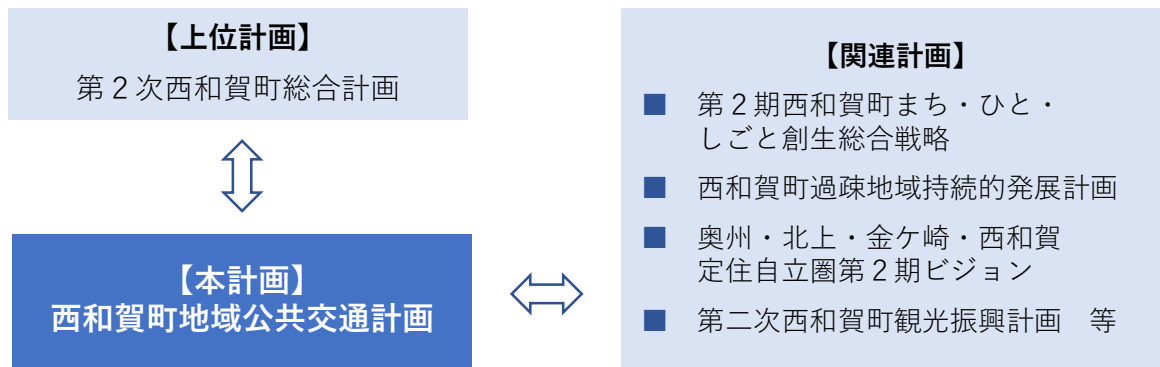 【上位計画】
第２次西和賀町総合計画
【本計画】
西和賀町地域公共交通計画
【関連計画】
■ 第２期西和賀町まち・ひと・
しごと創生総合戦略
■ 西和賀町過疎地域持続的発展計画
■ 奥州・北上・金ケ崎・西和賀
定住自立圏第２期ビジョン
■ 第二次西和賀町観光振興計画　等